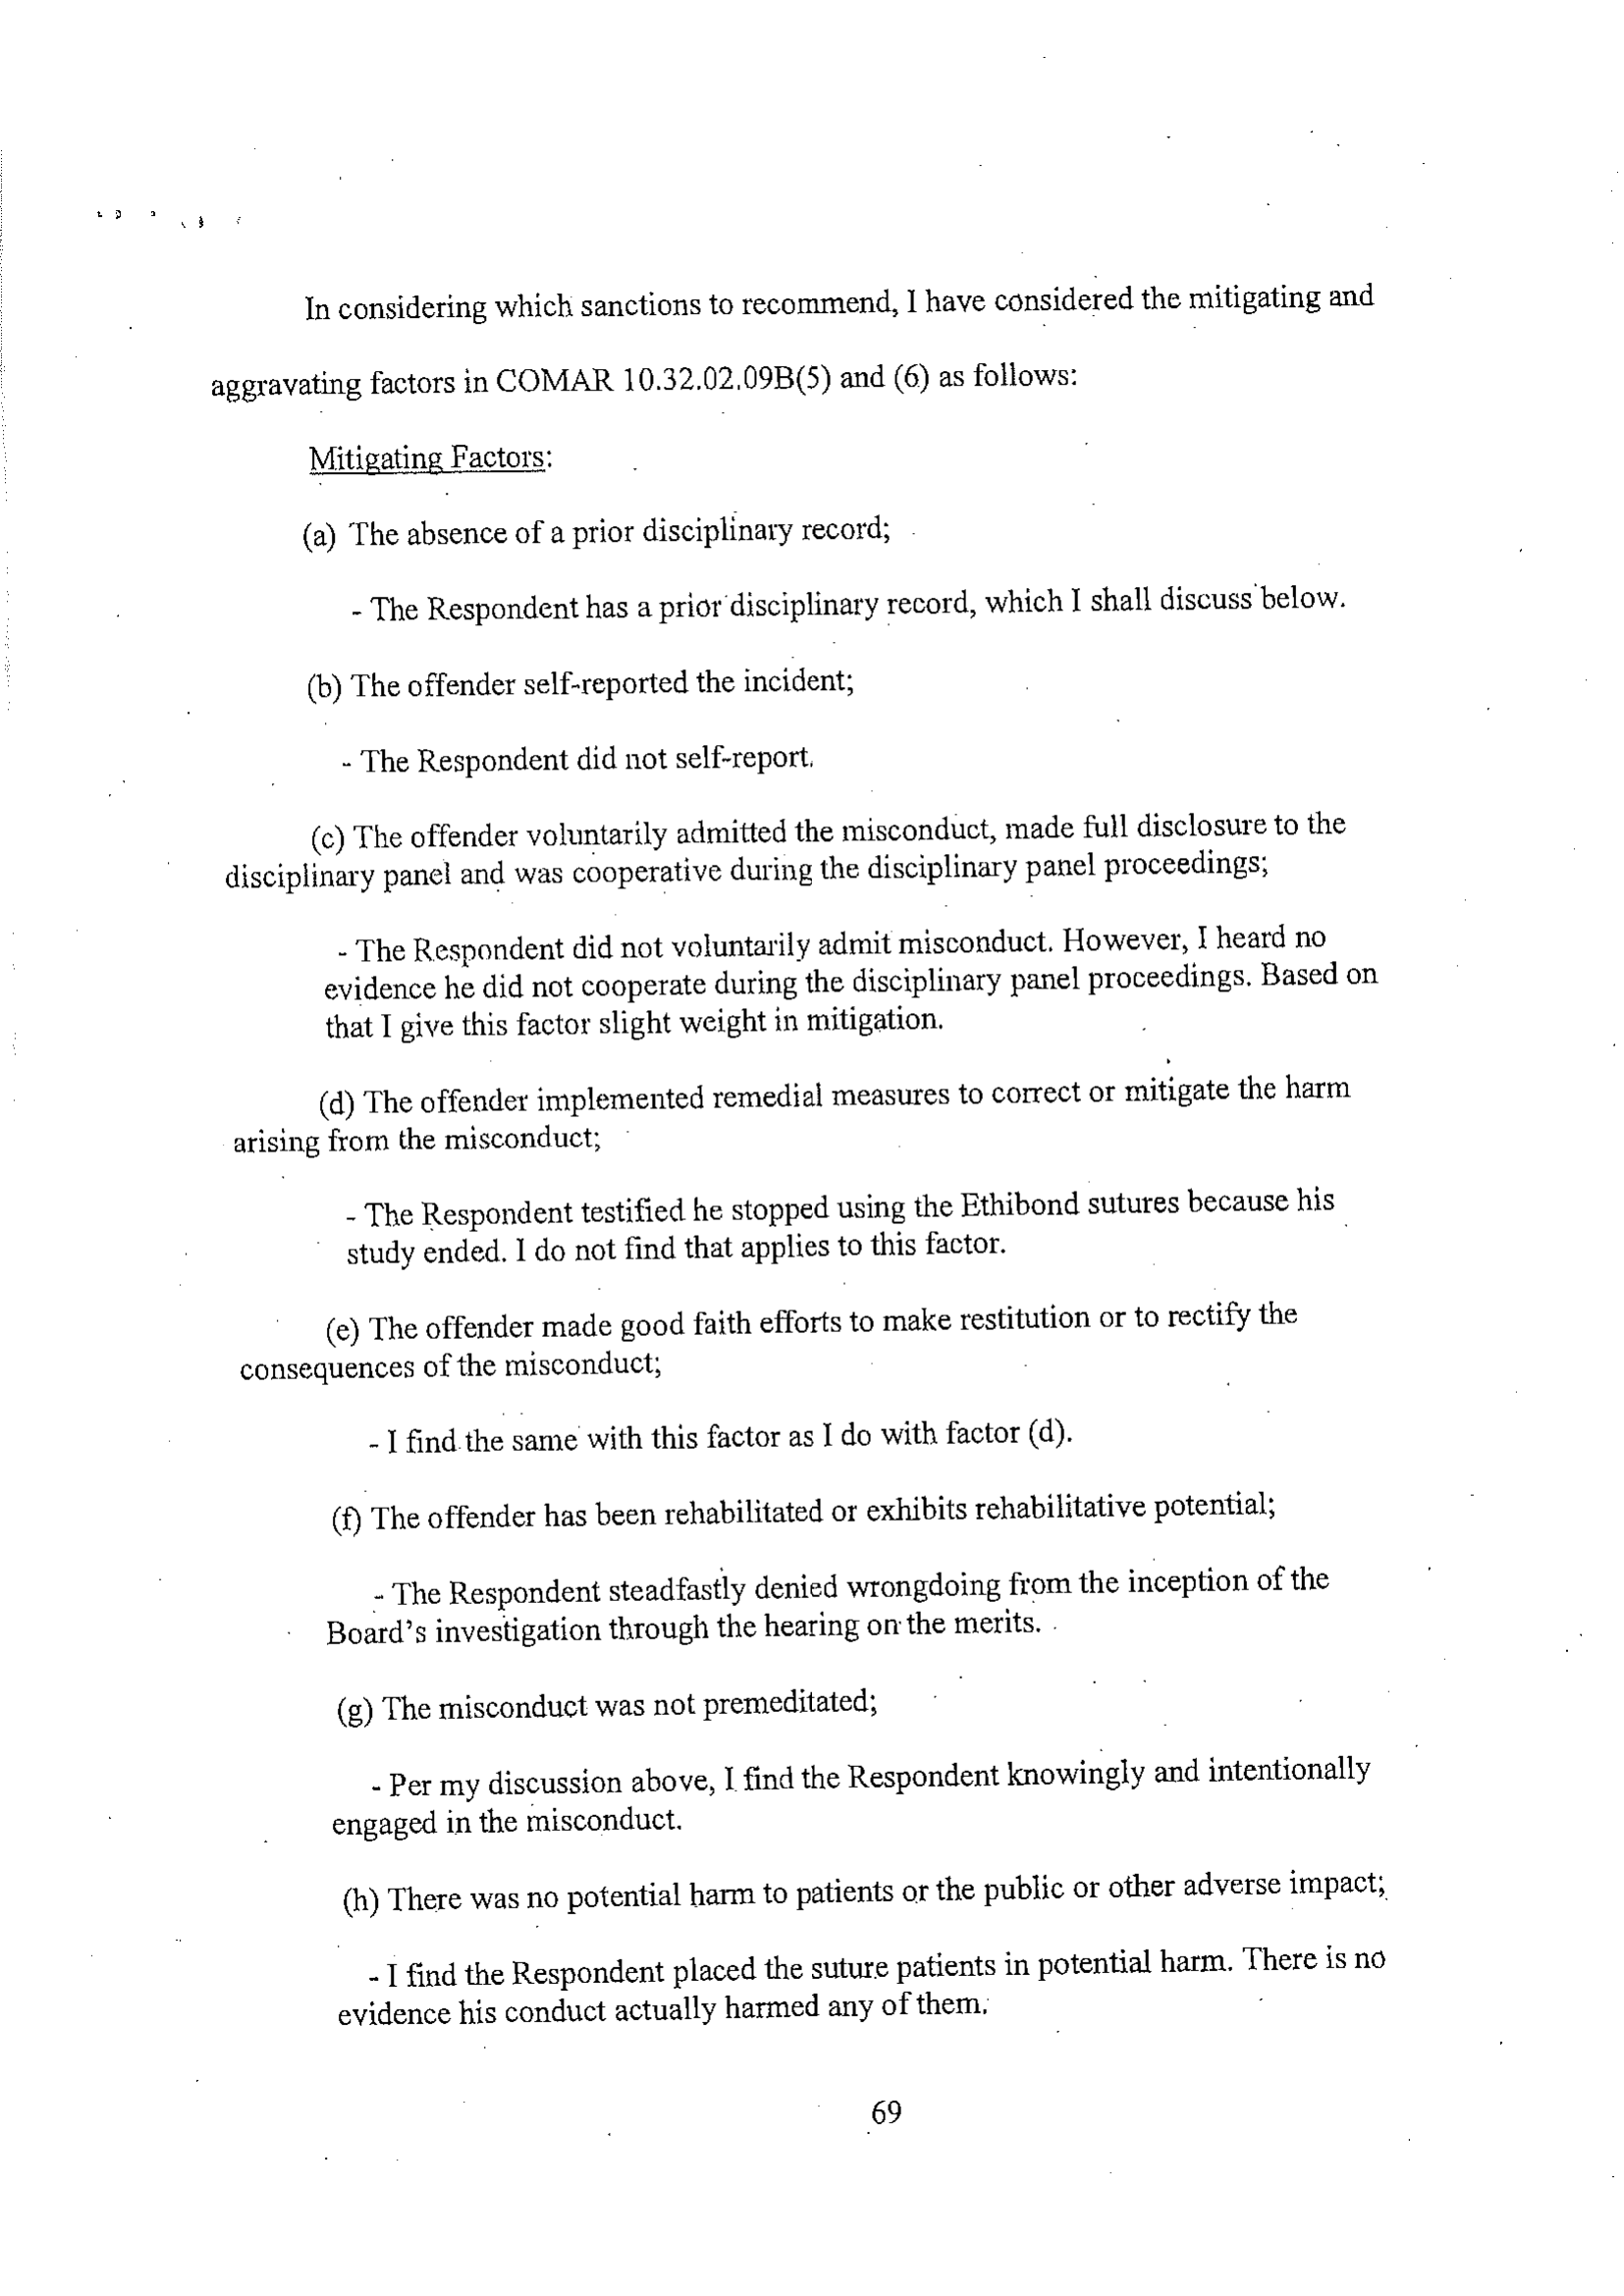 In considering which sanctions to recommend, I have considered the mitigating and
aggravating factors in COMAR 10.32.02.09B(5) and (6) as follows:
Mitigating Factors:
(a) The absence of a prior disciplinary record;
- The Respondent has a prior disciplinary record, which I shall discuss below.
(b) The offender self-reported the incident;
- The Respondent did not self-report.
(c) The offender voluntarily admitted the misconduct, made full disclosure to the
disciplinary panel and was cooperative during the disciplinary panel proceedings;
- The Respondent did not voluntarily admit misconduct. However, I heard no
evidence he did not cooperate during the disciplinary panel proceedings. Based on
that I give this factor slight weight in mitigation.
(d) The offender implemented remedial measures to correct or mitigate the harm
arising from the misconduct;
- The Respondent testified he stopped using the Ethibond sutures because his
study ended. I do not find that applies to this factor.
(e) The offender made good faith efforts to make restitution or to rectify the
consequences of the misconduct;
- I find the same with this factor as I do with factor (d).
(f) The offender has been rehabilitated or exhibits rehabilitative potential;
- The Respondent steadfastly denied wrongdoing from the inception of the
Board's investigation through the hearing on the merits.
(g) The misconduct was not premeditated;
- Per my discussion above, I find the Respondent knowingly and intentionally
engaged in the misconduct.
(h) There was no potential harm to patients or the public or other adverse impact;
- I find the Respondent placed the suture patients in potential harm. There is no
evidence his conduct actually harmed any of them.
69